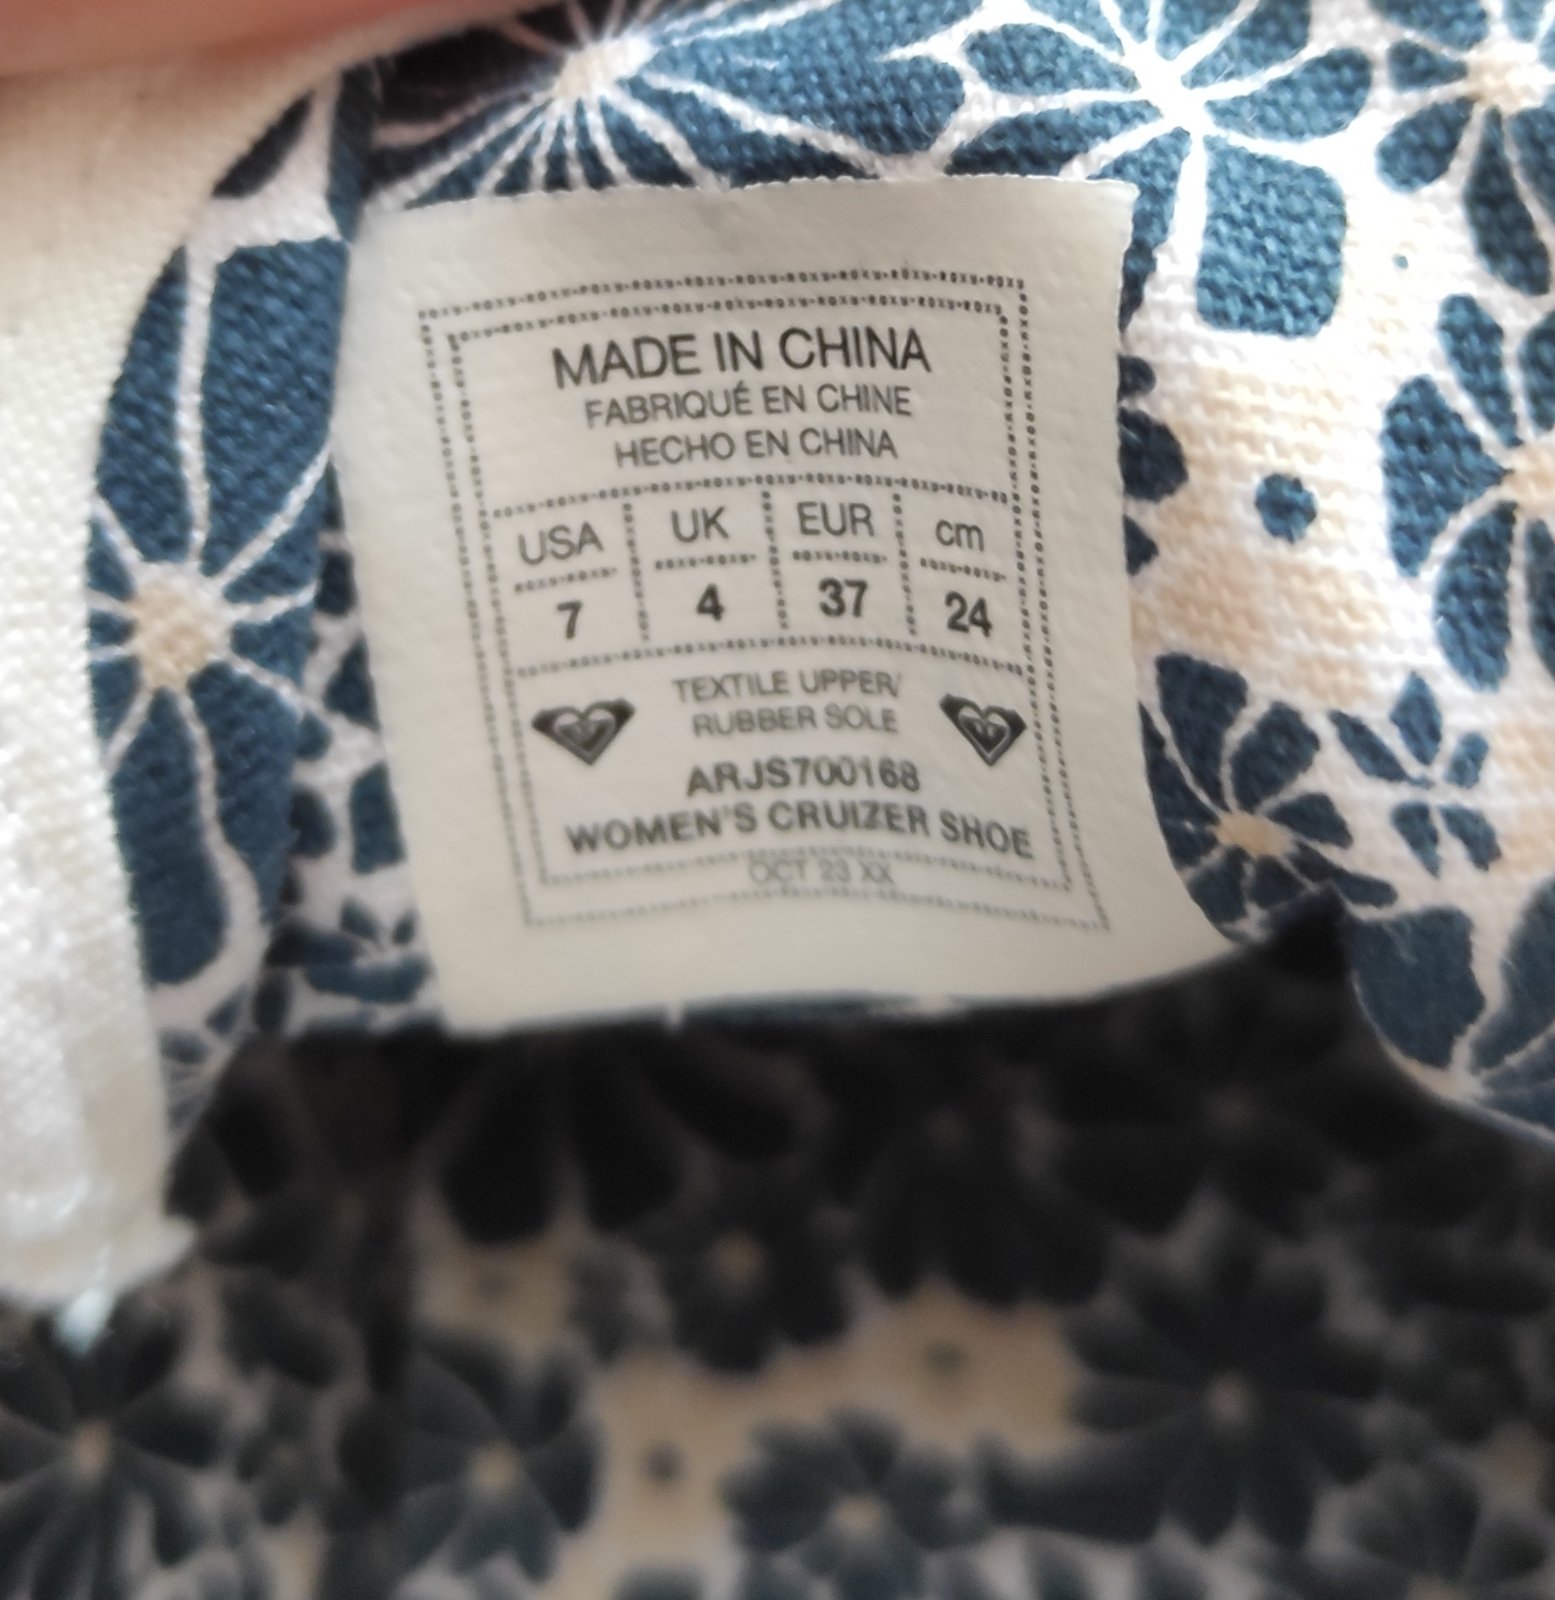 MADE IN CHINA
FABRIQUÉ EN CHINE
HECHO EN CHINA
USA UK EUR cm
7 4 37 24
TEXTILE UPPER/
RUBBER SOLE
ARJS700168
WOMEN'S CRUIZER SHOE
OCT 23 XX